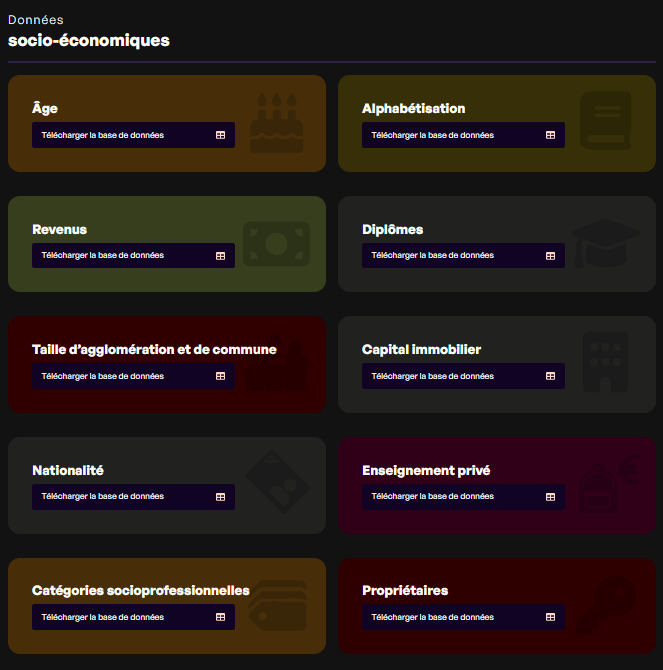 Données
socio-économiques
Âge
Télécharger la base de données
Alphabétisation
Télécharger la base de données
Revenus
Télécharger la base de données
Diplômes
Télécharger la base de données
Taille d’agglomération et de commune
Télécharger la base de données
Capital immobilier
Télécharger la base de données
Nationalité
Télécharger la base de données
Enseignement privé
Télécharger la base de données
Catégories socioprofessionnelles
Télécharger la base de données
Propriétaires
Télécharger la base de données